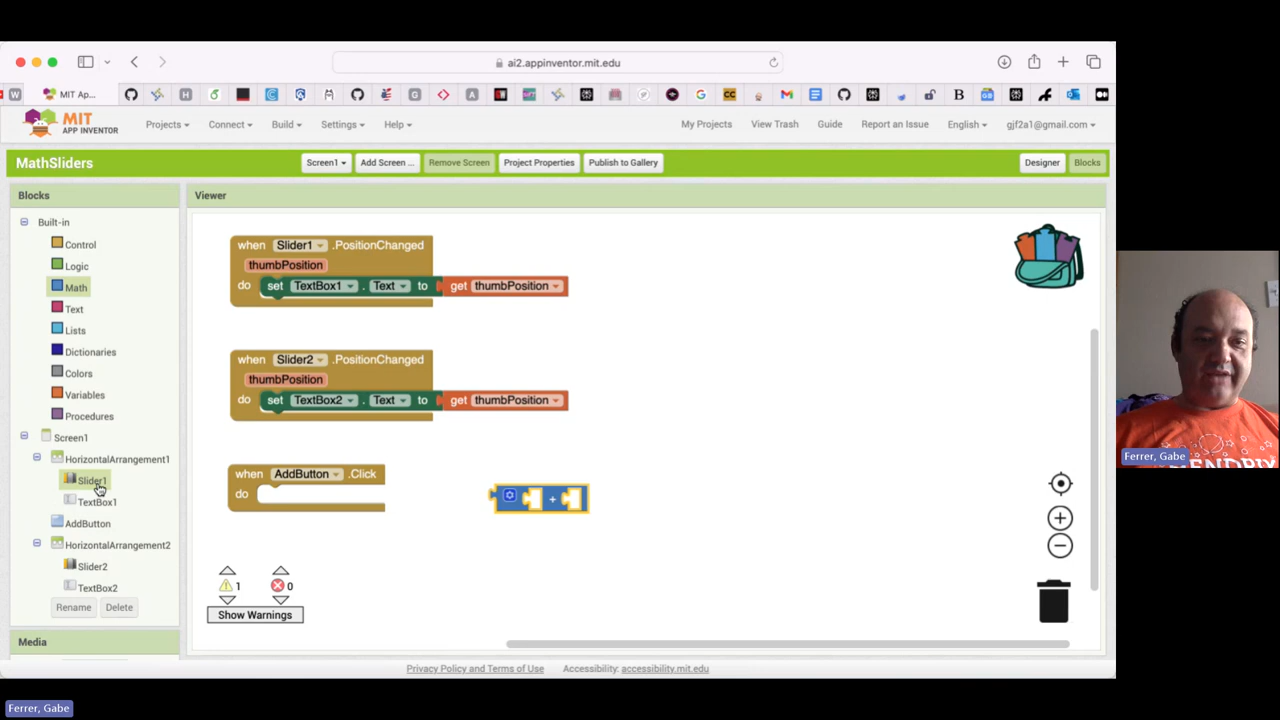 ai2.appinventor.mit.edu
W MIT Ap... H G A CC B
MIT APP INVENTOR
Projects Connect Build Settings Help My Projects View Trash Guide Report an Issue English gjf2a1@gmail.com
MathSliders Screen1 Add Screen ... Remove Screen Project Properties Publish to Gallery Designer Blocks
Blocks
Viewer
Built-in
Control
Logic
Math
Text
Lists
Dictionaries
Colors
Variables
Procedures
Screen1
HorizontalArrangement1
Slider1
TextBox1
AddButton
HorizontalArrangement2
Slider2
TextBox2
Rename Delete
Media
when Slider1 .PositionChanged
thumbPosition
do set TextBox1 . Text to get thumbPosition
when Slider2 .PositionChanged
thumbPosition
do set TextBox2 . Text to get thumbPosition
when AddButton .Click
do
+
1 0
Show Warnings
Privacy Policy and Terms of Use Accessibility: accessibility.mit.edu
Ferrer, Gabe
Ferrer, Gabe